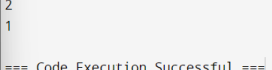 2
1
=== Code Execution Successful ===